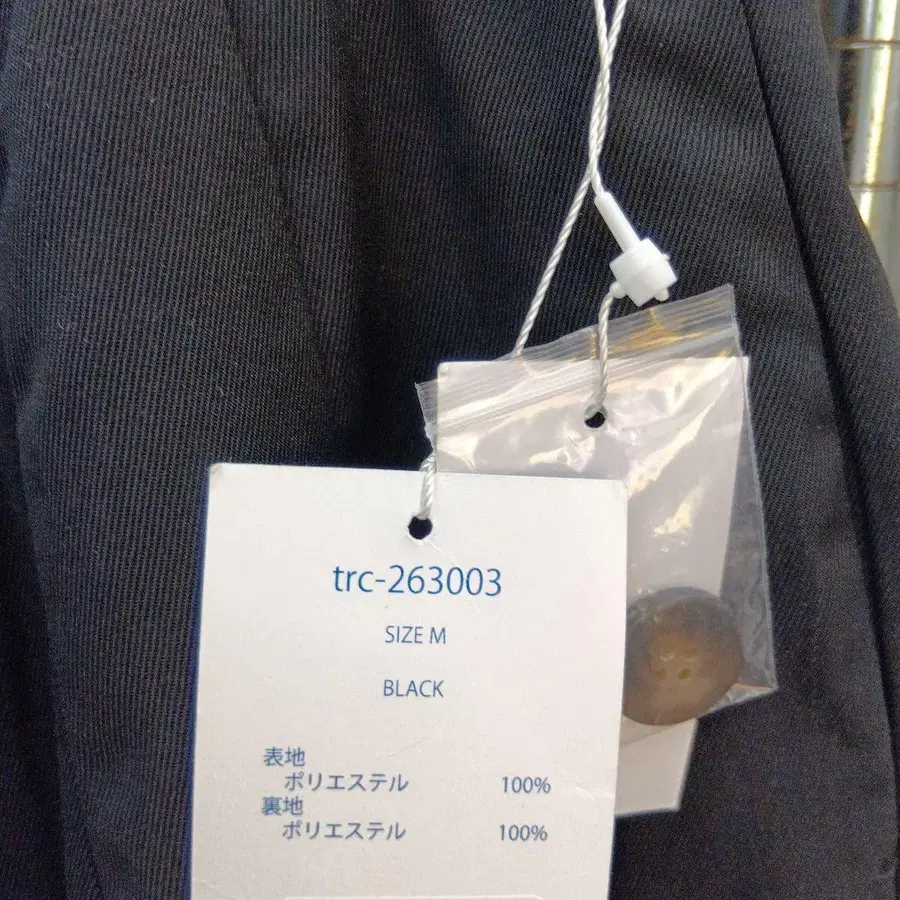 trc-263003
SIZE M
BLACK
表地
ポリエステル 100%
裏地
ポリエステル 100%